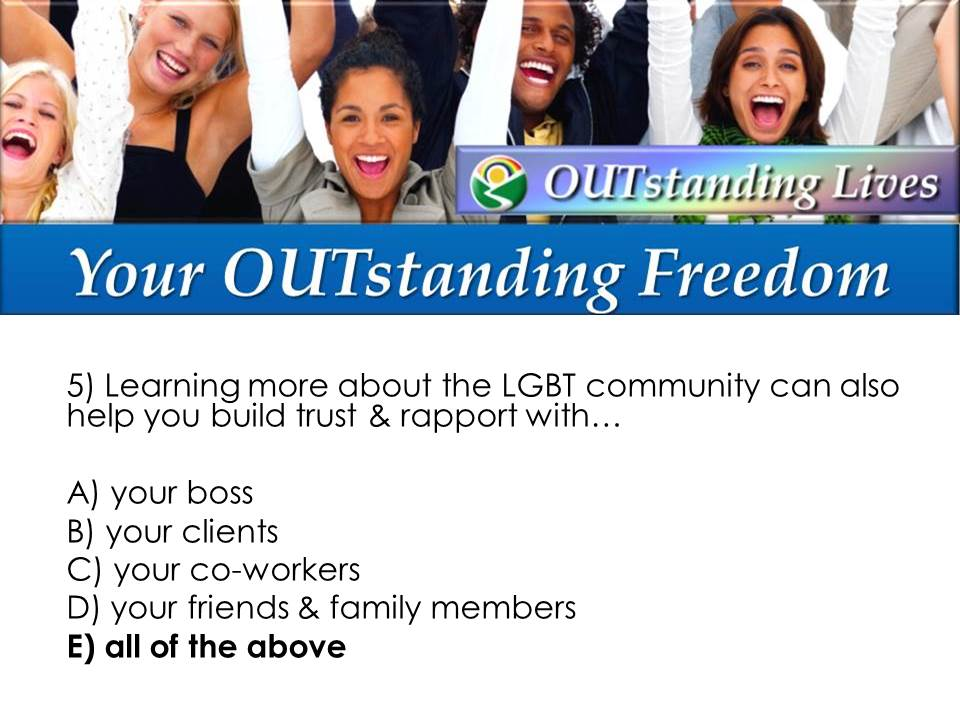 OUTstanding Lives
Your OUTstanding Freedom
5) Learning more about the LGBT community can also
help you build trust & rapport with…
A) your boss
B) your clients
C) your co-workers
D) your friends & family members
E) all of the above